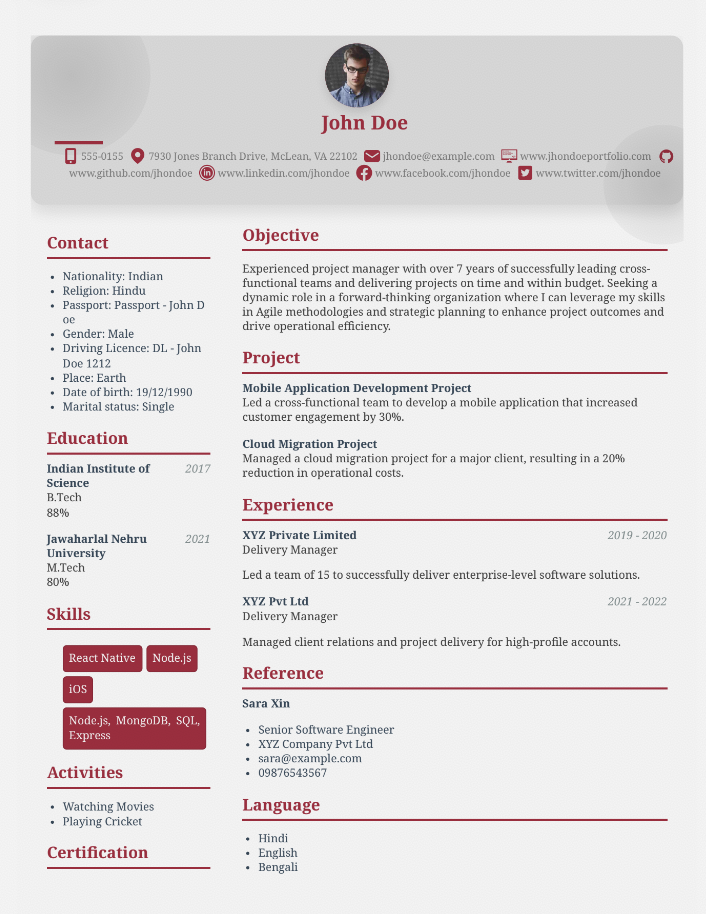 John Doe
555-0155 7930 Jones Branch Drive, McLean, VA 22102 jhondoe@example.com www.jhondoeportfolio.com
www.github.com/jhondoe www.linkedin.com/jhondoe www.facebook.com/jhondoe www.twitter.com/jhondoe
Contact
Nationality: Indian
Religion: Hindu
Passport: Passport - John D
oe
Gender: Male
Driving Licence: DL - John
Doe 1212
Place: Earth
Date of birth: 19/12/1990
Marital status: Single
Education
Indian Institute of 2017
Science
B.Tech
88%
Jawaharlal Nehru 2021
University
M.Tech
80%
Skills
React Native Node.js
iOS
Node.js, MongoDB, SQL,
Express
Activities
Watching Movies
Playing Cricket
Certification
Objective
Experienced project manager with over 7 years of successfully leading cross-
functional teams and delivering projects on time and within budget. Seeking a
dynamic role in a forward-thinking organization where I can leverage my skills
in Agile methodologies and strategic planning to enhance project outcomes and
drive operational efficiency.
Project
Mobile Application Development Project
Led a cross-functional team to develop a mobile application that increased
customer engagement by 30%.
Cloud Migration Project
Managed a cloud migration project for a major client, resulting in a 20%
reduction in operational costs.
Experience
XYZ Private Limited 2019 - 2020
Delivery Manager
Led a team of 15 to successfully deliver enterprise-level software solutions.
XYZ Pvt Ltd 2021 - 2022
Delivery Manager
Managed client relations and project delivery for high-profile accounts.
Reference
Sara Xin
Senior Software Engineer
XYZ Company Pvt Ltd
sara@example.com
09876543567
Language
Hindi
English
Bengali